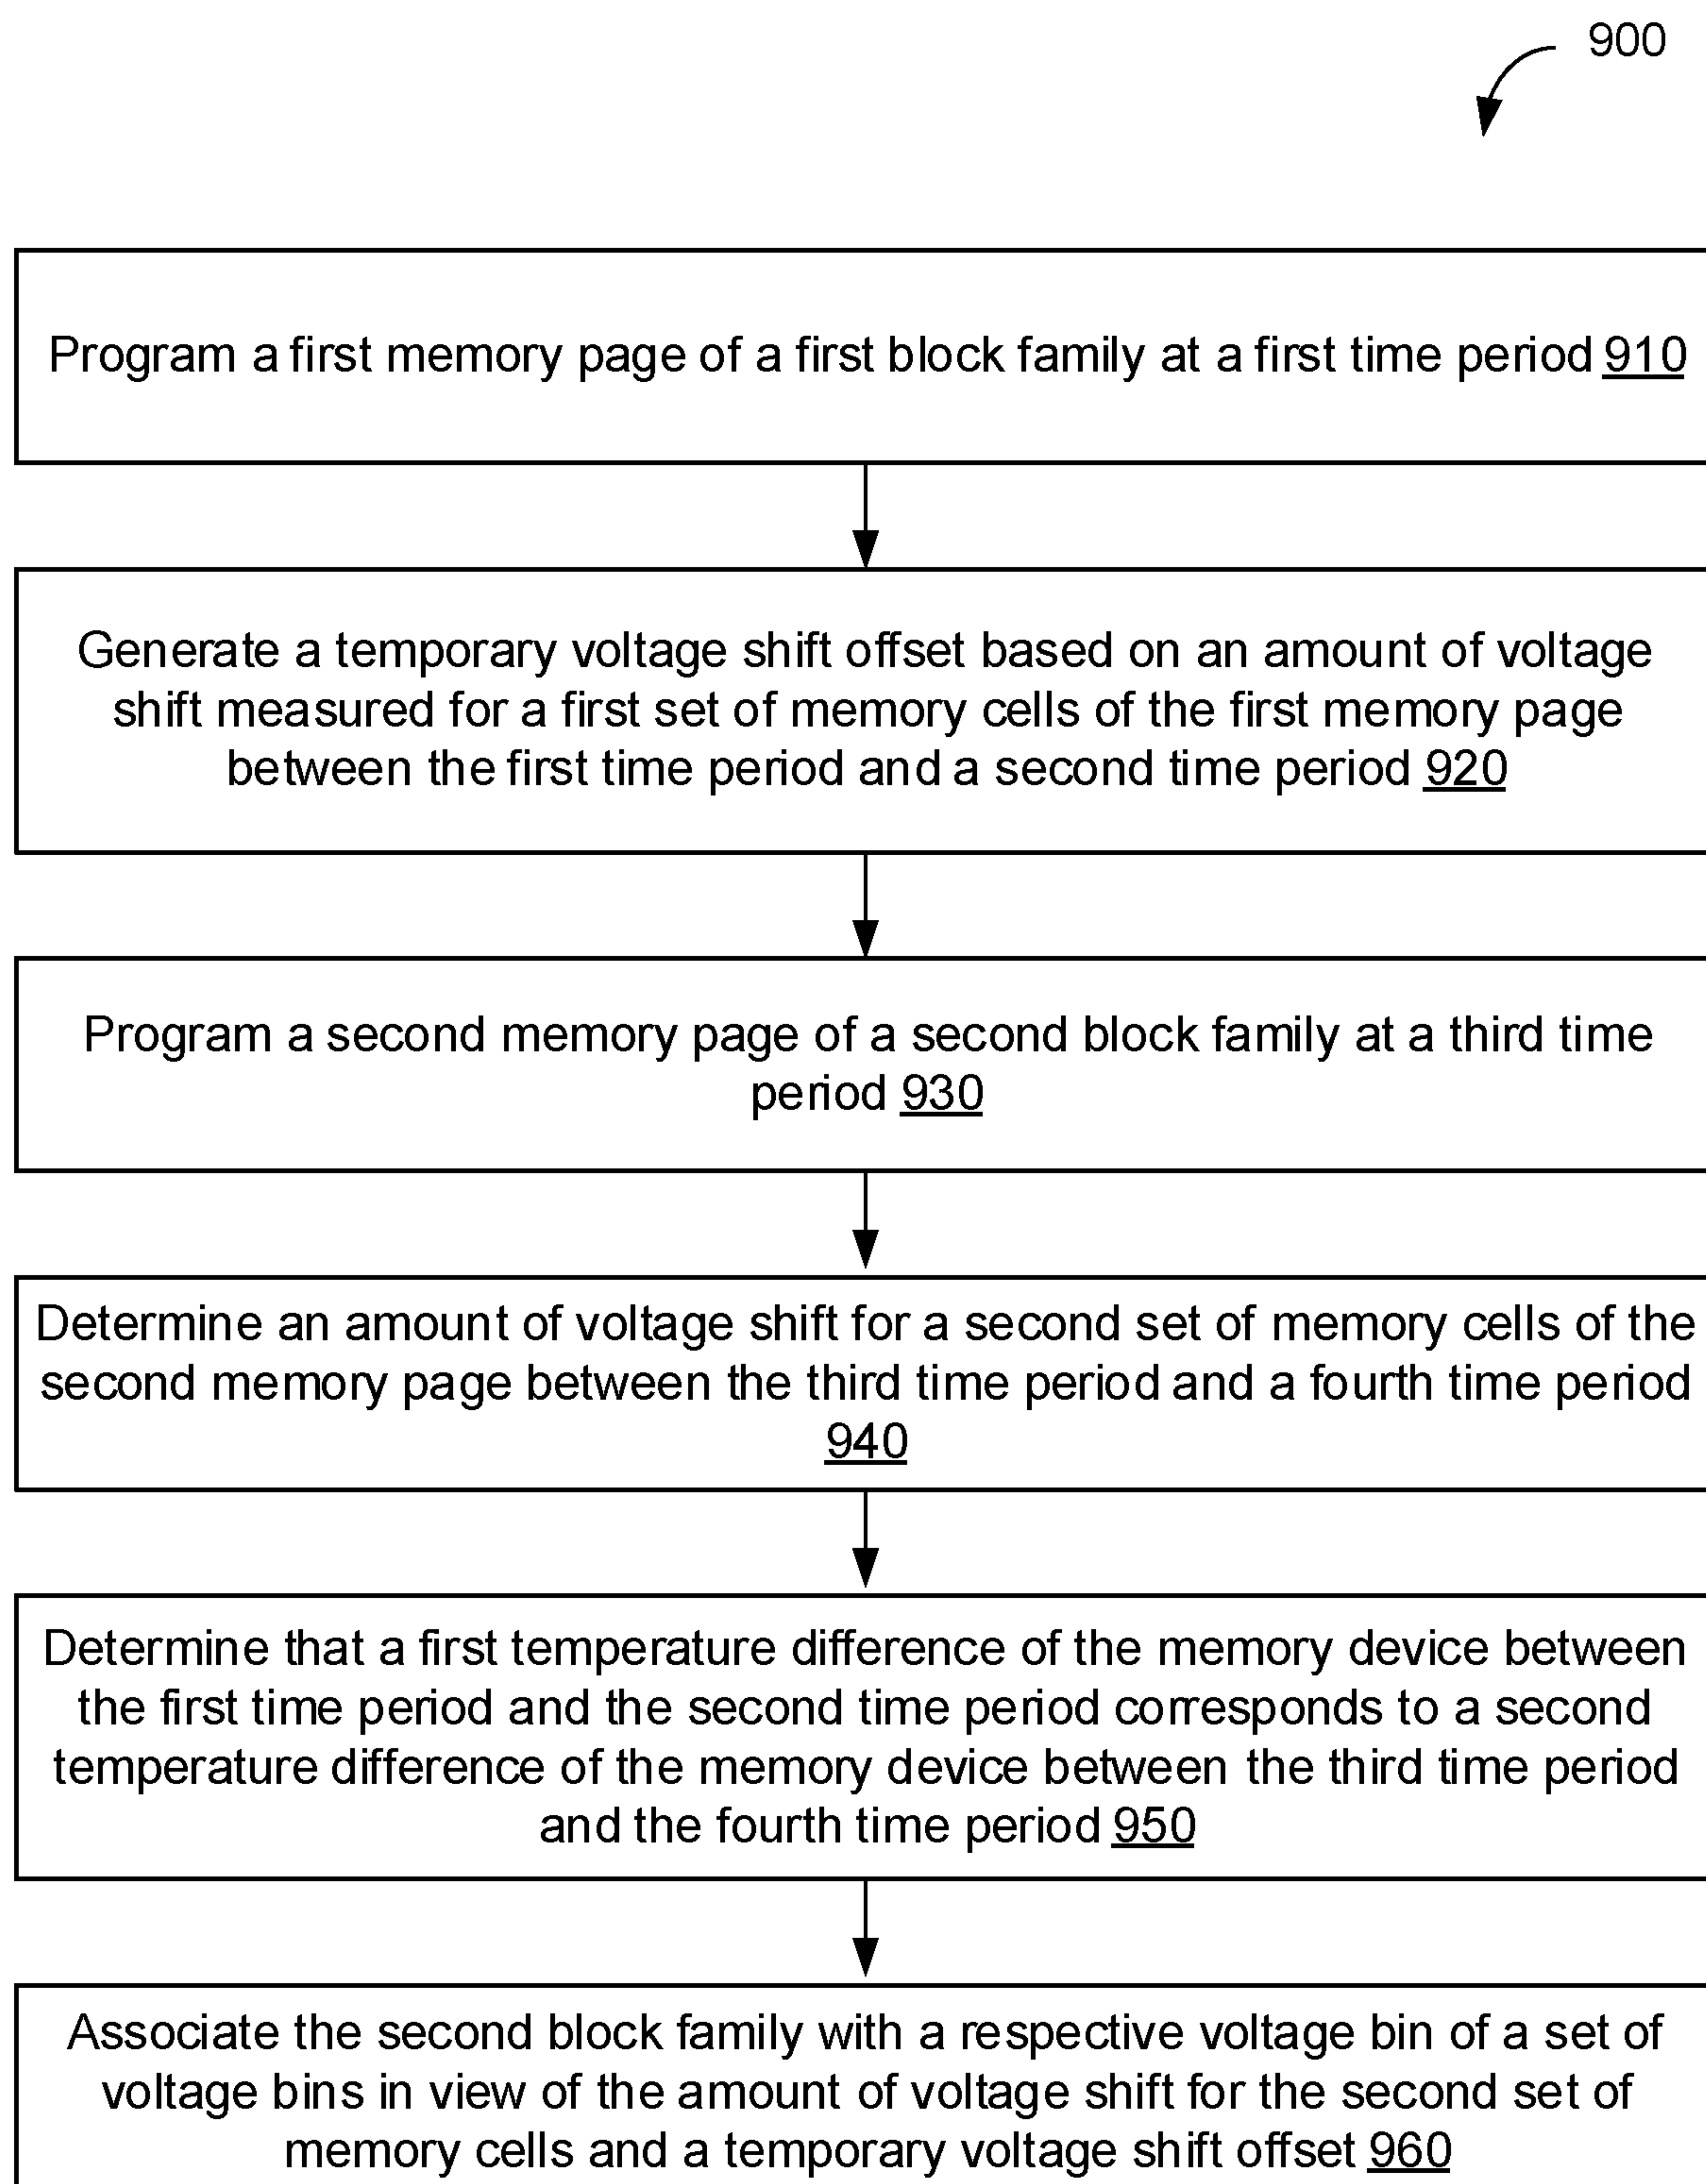 900
Program a first memory page of a first block family at a first time period 910
Generate a temporary voltage shift offset based on an amount of voltage
shift measured for a first set of memory cells of the first memory page
between the first time period and a second time period 920
Program a second memory page of a second block family at a third time
period 930
Determine an amount of voltage shift for a second set of memory cells of the
second memory page between the third time period and a fourth time period
940
Determine that a first temperature difference of the memory device between
the first time period and the second time period corresponds to a second
temperature difference of the memory device between the third time period
and the fourth time period 950
Associate the second block family with a respective voltage bin of a set of
voltage bins in view of the amount of voltage shift for the second set of
memory cells and a temporary voltage shift offset 960